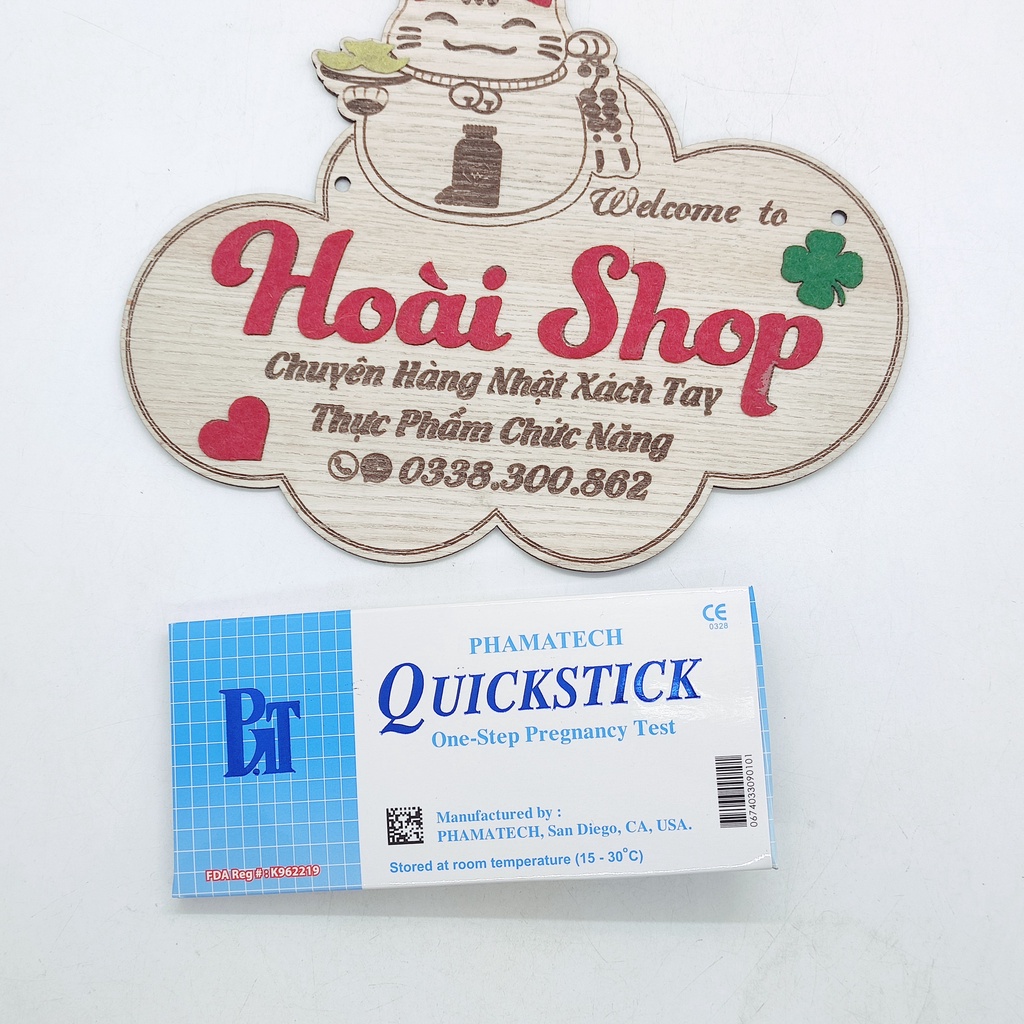 Welcome to
Hoài Shop
Chuyên Hàng Nhật Xách Tay
Thực Phẩm Chức Năng
0338.300.862
CE
0328
PHAMATECH
QUICKSTICK
One-Step Pregnancy Test
P.T
Manufactured by :
PHAMATECH, San Diego, CA, USA.
0674033090101
Stored at room temperature (15 - 30°C)
FDA Reg # : K962219